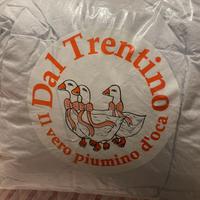 Dal Trentino
Il vero piumino d'oca